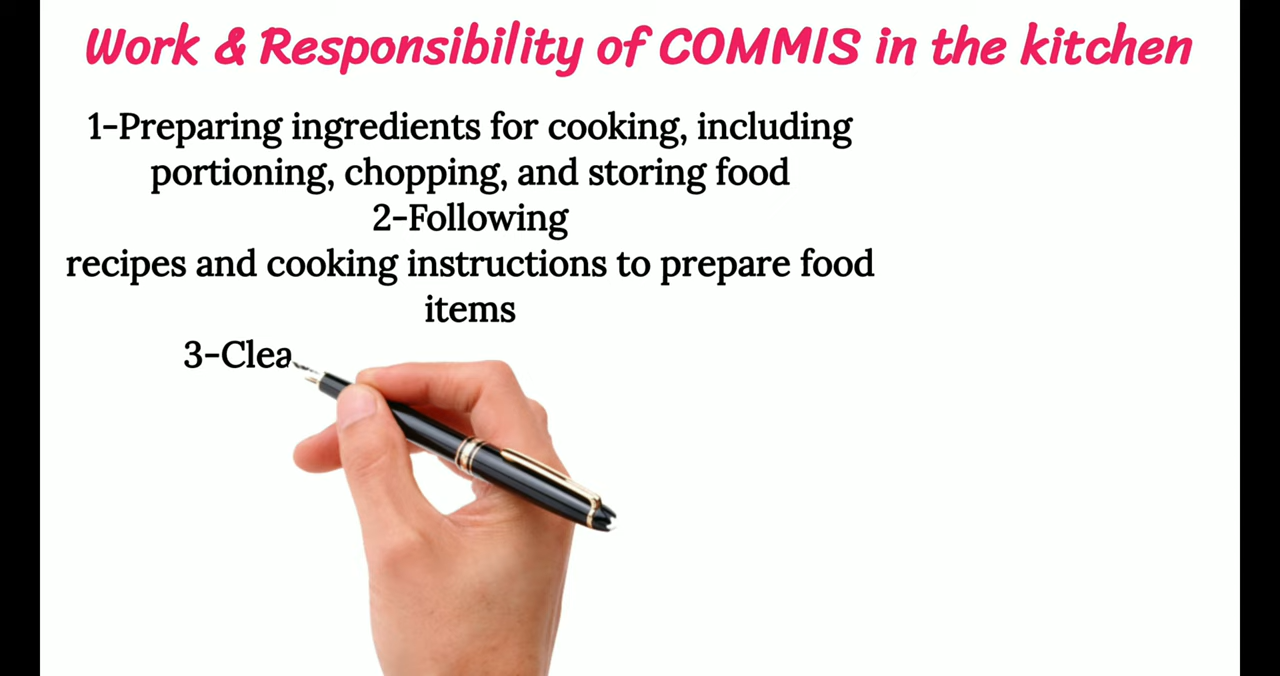 Work & Responsibility of COMMIS in the kitchen
1-Preparing ingredients for cooking, including
portioning, chopping, and storing food
2-Following
recipes and cooking instructions to prepare food
items
3-Clea